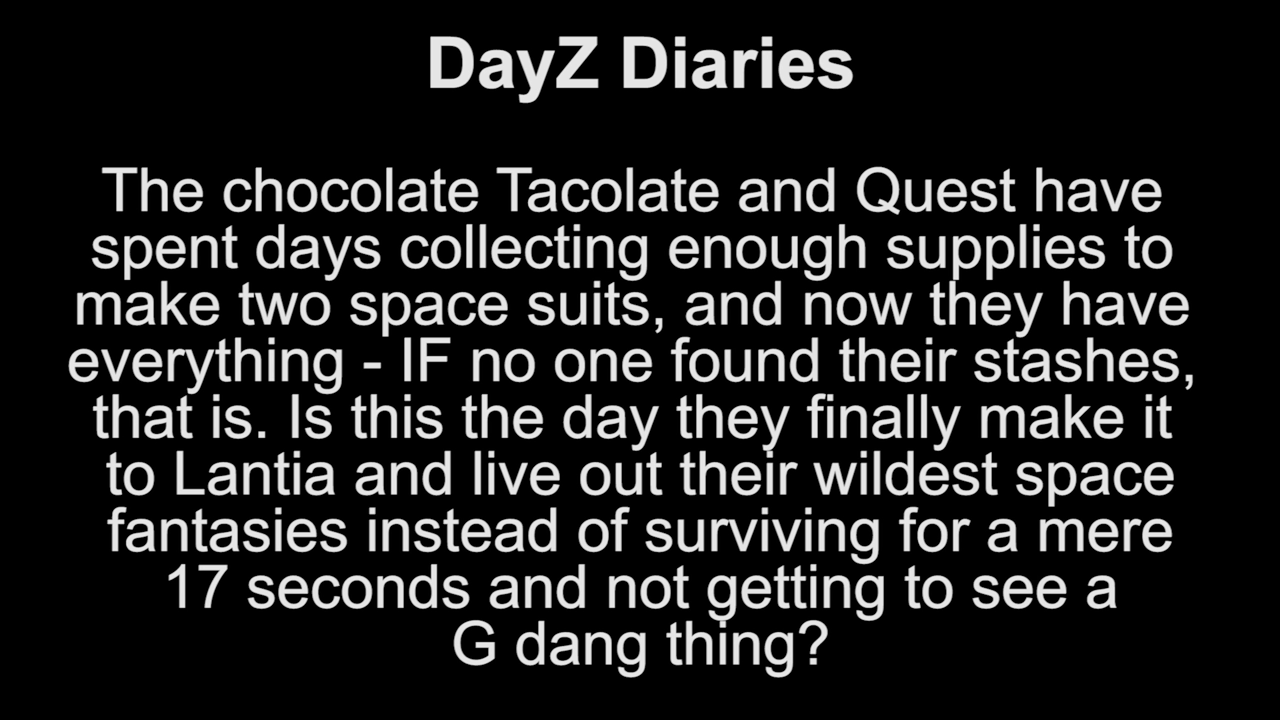 DayZ Diaries
The chocolate Tacolate and Quest have
spent days collecting enough supplies to
make two space suits, and now they have
everything - IF no one found their stashes,
that is. Is this the day they finally make it
to Lantia and live out their wildest space
fantasies instead of surviving for a mere
17 seconds and not getting to see a
G dang thing?